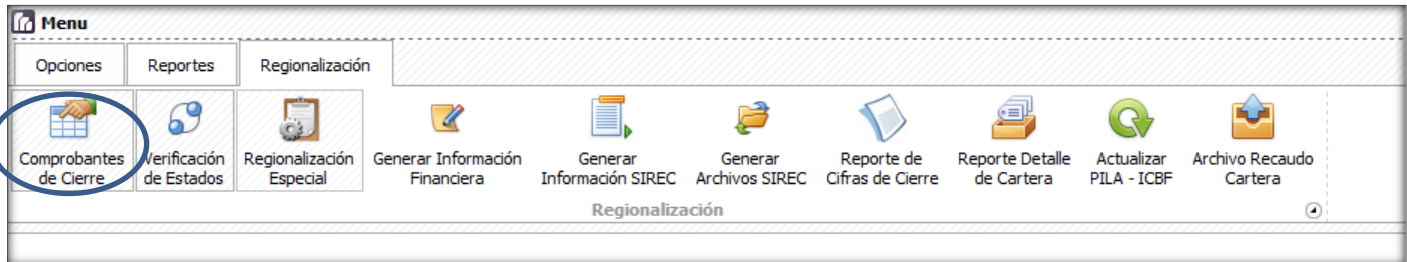 Menu
Opciones Reportes Regionalización
Comprobantes de Cierre
Verificación de Estados
Regionalización Especial
Generar Información Financiera
Generar Información SIREC
Generar Archivos SIREC
Reporte de Cifras de Cierre
Reporte Detalle de Cartera
Actualizar PILA - ICBF
Archivo Recaudo Cartera
Regionalización